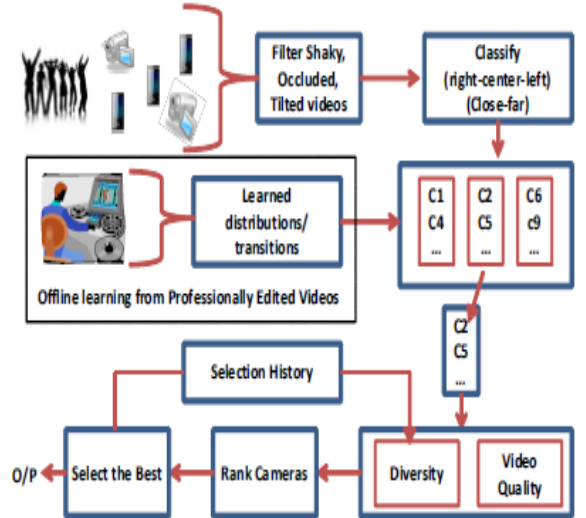 Filter Shaky,
Occluded,
Tilted videos
Classify
(right-center-left)
(Close-far)
Learned
distributions/
transitions
Offline learning from Professionally Edited Videos
C1
C4
...
C2
C5
...
C6
c9
...
C2
C5
...
Selection History
O/P
Select the Best
Rank Cameras
Diversity
Video
Quality